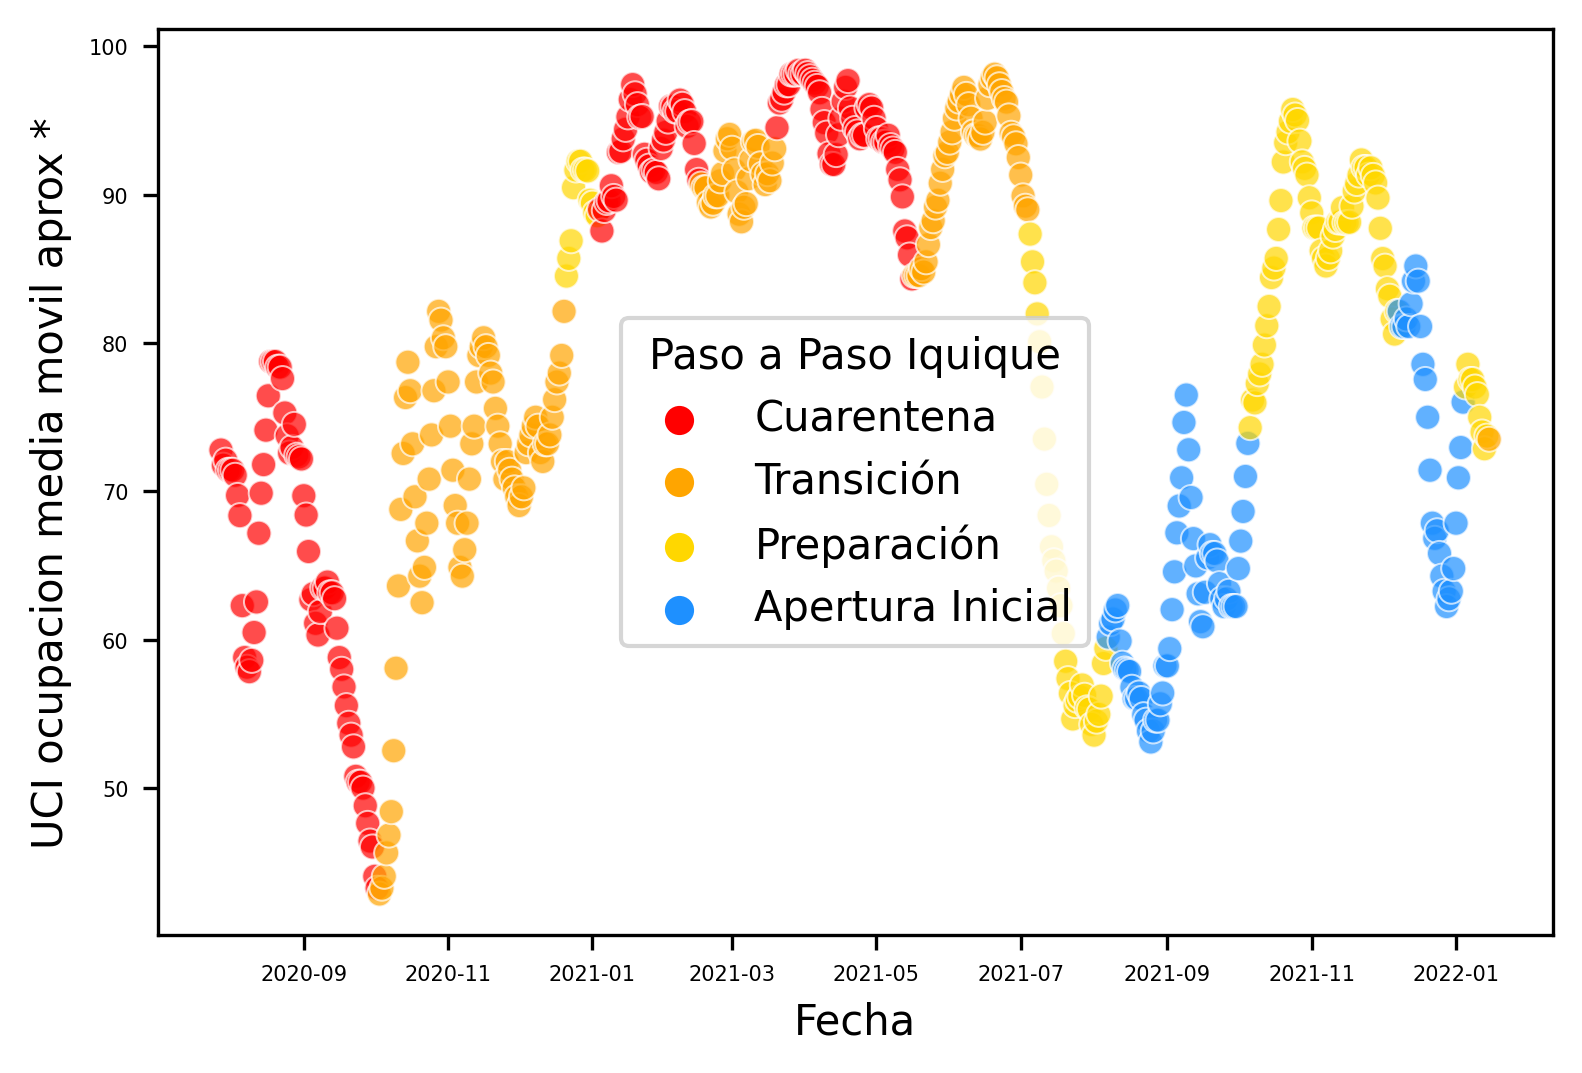 UCI ocupacion media movil aprox *
100
90
80
70
60
50
Paso a Paso Iquique
Cuarentena
Transición
Preparación
Apertura Inicial
2020-09 2020-11 2021-01 2021-03 2021-05 2021-07 2021-09 2021-11 2022-01
Fecha